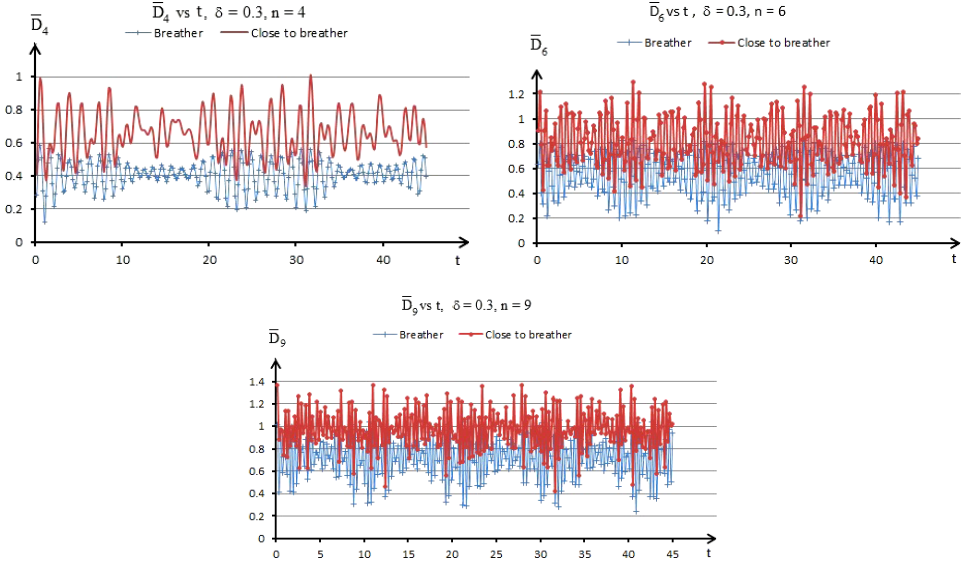 D̅4 vs t, δ = 0.3, n = 4
D̅4
Breather Close to breather
1
0.8
0.6
0.4
0.2
0
0 10 20 30 40 t
D̅6 vs t , δ = 0.3, n = 6
Breather Close to breather
D̅6
1.2
1
0.8
0.6
0.4
0.2
0
0 10 20 30 40 t
D̅9 vs t, δ = 0.3, n = 9
Breather Close to breather
D̅9
1.4
1.2
1
0.8
0.6
0.4
0.2
0
0 5 10 15 20 25 30 35 40 45 t